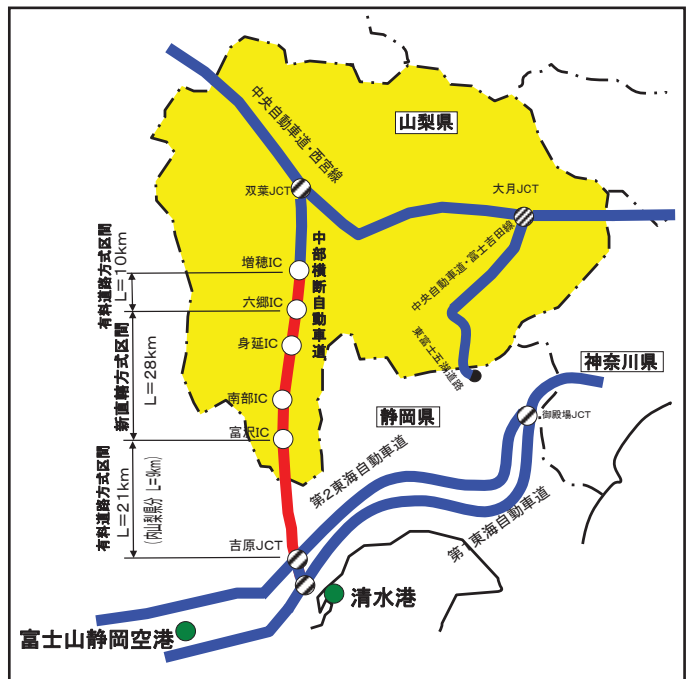 中央自動車道・西宮線
山梨県
双葉JCT
大月JCT
中部横断自動車道
中央自動車道・富士吉田線
東富士五湖道路
増穂IC
六郷IC
身延IC
南部IC
富沢IC
有料道路方式区間
L=10km
新直轄方式区間
L=28km
有料道路方式区間
L=21km
(内山梨県分 L=9km)
神奈川県
静岡県
御殿場JCT
第2東海自動車道
第1東海自動車道
吉原JCT
清水港
富士山静岡空港